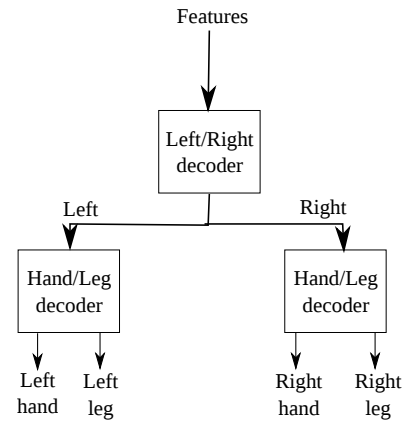 Features
Left/Right
decoder
Left
Right
Hand/Leg
decoder
Hand/Leg
decoder
Left
hand
Left
leg
Right
hand
Right
leg